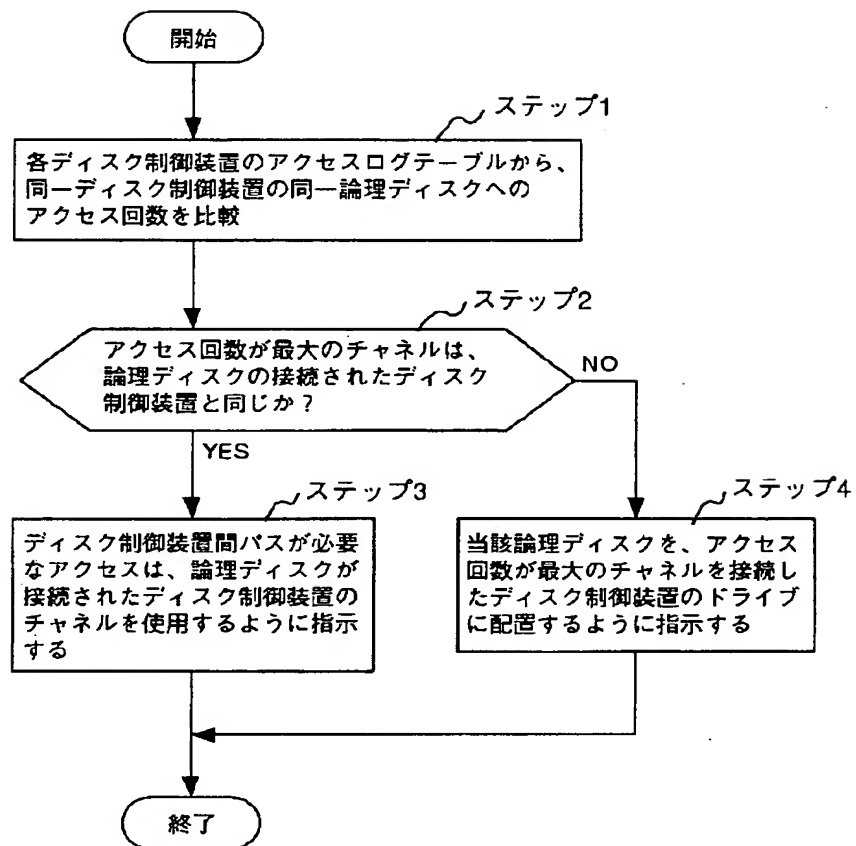 開始
ステップ1
各ディスク制御装置のアクセスログテーブルから、
同一ディスク制御装置の同一論理ディスクへの
アクセス回数を比較
ステップ2
アクセス回数が最大のチャネルは、
論理ディスクの接続されたディスク
制御装置と同じか？
NO
YES
ステップ3
ディスク制御装置間パスが必要
なアクセスは、論理ディスクが
接続されたディスク制御装置の
チャネルを使用するように指示
する
ステップ4
当該論理ディスクを、アクセス
回数が最大のチャネルを接続し
たディスク制御装置のドライブ
に配置するように指示する
終了